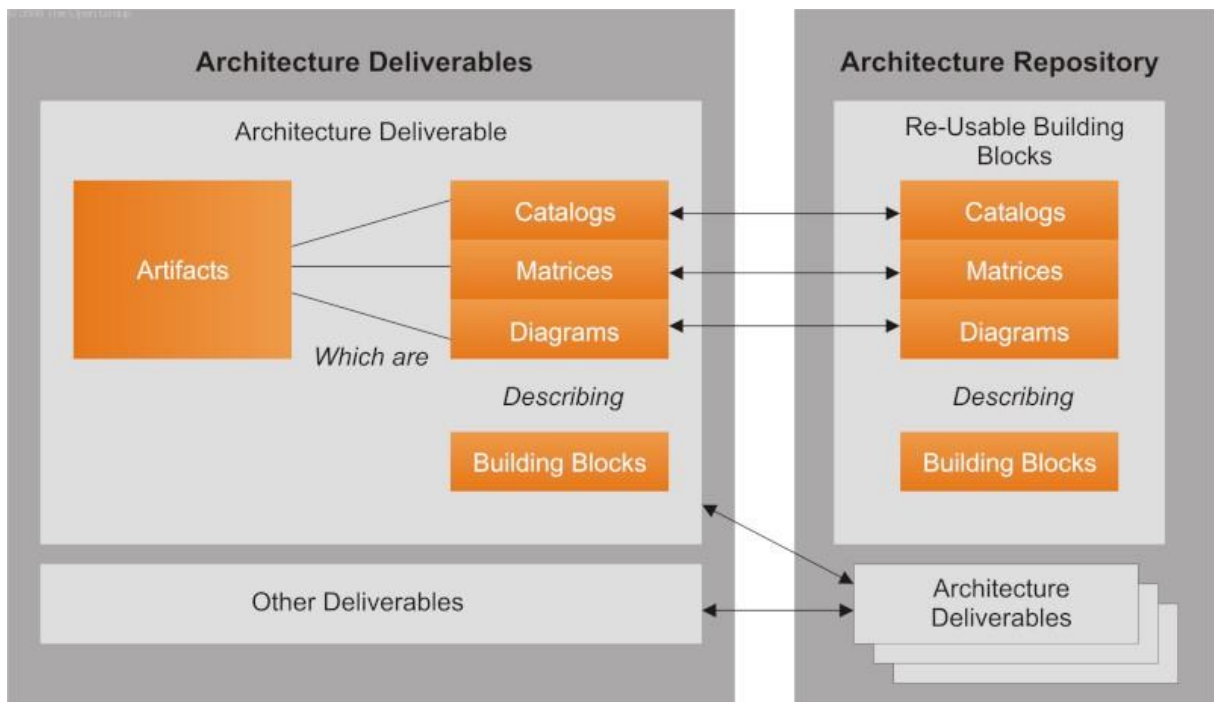 Architecture Deliverables
Architecture Deliverable
Artifacts
Which are
Catalogs
Matrices
Diagrams
Describing
Building Blocks
Other Deliverables
Architecture Repository
Re-Usable Building
Blocks
Catalogs
Matrices
Diagrams
Describing
Building Blocks
Architecture
Deliverables